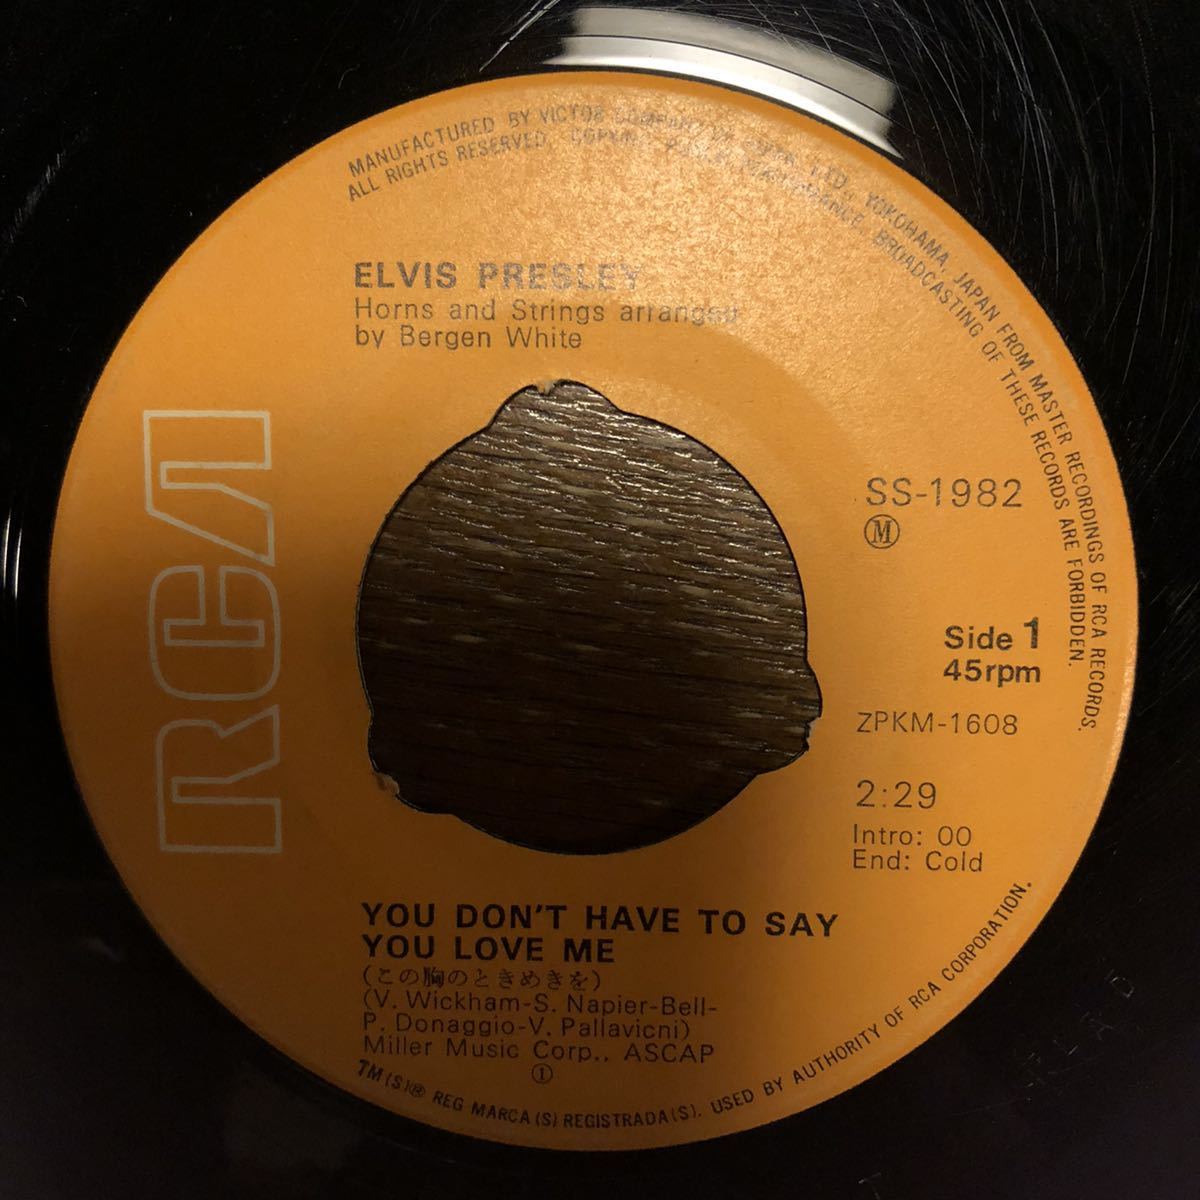 MANUFACTURED BY VICTOR COMPANY OF JAPAN, LTD., YOKOHAMA, JAPAN FROM MASTER RECORDINGS OF RCA RECORDS.
ALL RIGHTS RESERVED, COPYING, PUBLIC PERFORMANCE, BROADCASTING OF THESE RECORDS ARE FORBIDDEN.
ELVIS PRESLEY
Horns and Strings arranged
by Bergen White
RCA
SS-1982
Ⓜ
Side 1
45rpm
ZPKM-1608
2:29
Intro: 00
End: Cold
YOU DON'T HAVE TO SAY
YOU LOVE ME
(この胸のときめきを)
(V. Wickham-S. Napier-Bell-
P. Donaggio-V. Pallavicni)
Miller Music Corp., ASCAP
①
TM(S)® REG MARCA(S) REGISTRADA(S). USED BY AUTHORITY OF RCA CORPORATION.